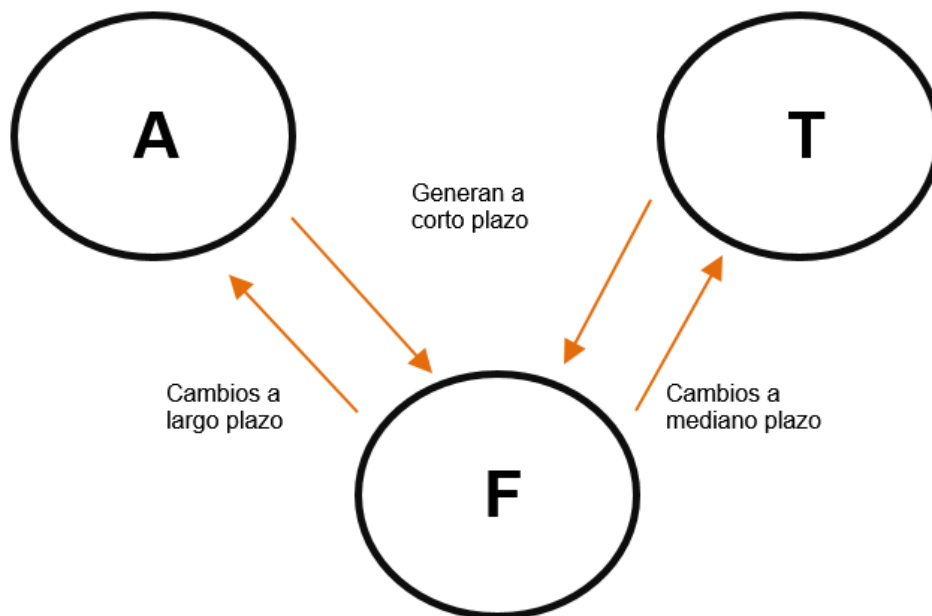 A
T
Generan a
corto plazo
Cambios a
largo plazo
Cambios a
mediano plazo
F